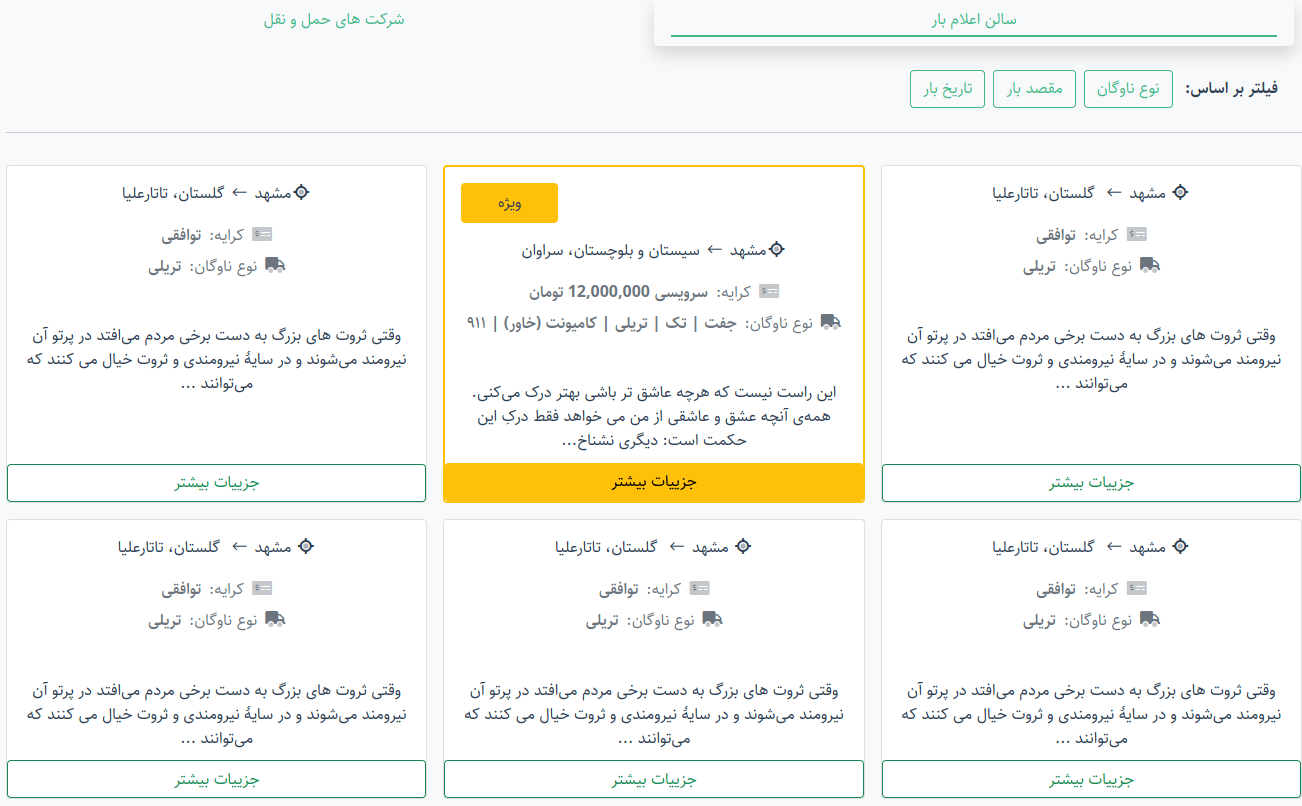 سالن اعلام بار
شرکت های حمل و نقل
فیلتر بر اساس:
نوع ناوگان
مقصد بار
تاریخ بار
مشهد ← گلستان، تاتارعلیا
کرایه: توافقی
نوع ناوگان: تریلی
وقتی ثروت های بزرگ به دست برخی مردم می‌افتد در پرتو آن
نیرومند می‌شوند و در سایهٔ نیرومندی و ثروت خیال می کنند که
می‌توانند ...
جزییات بیشتر
ویژه
مشهد ← سیستان و بلوچستان، سراوان
کرایه: سرویسی 12,000,000 تومان
نوع ناوگان: جفت | تک | تریلی | کامیونت (خاور) | ۹۱۱
این راست نیست که هرچه عاشق تر باشی بهتر درک می‌کنی.
همه‌ی آنچه عشق و عاشقی از من می خواهد فقط درکِ این
حکمت است: دیگری نشناخ...
جزییات بیشتر
مشهد ← گلستان، تاتارعلیا
کرایه: توافقی
نوع ناوگان: تریلی
وقتی ثروت های بزرگ به دست برخی مردم می‌افتد در پرتو آن
نیرومند می‌شوند و در سایهٔ نیرومندی و ثروت خیال می کنند که
می‌توانند ...
جزییات بیشتر
مشهد ← گلستان، تاتارعلیا
کرایه: توافقی
نوع ناوگان: تریلی
وقتی ثروت های بزرگ به دست برخی مردم می‌افتد در پرتو آن
نیرومند می‌شوند و در سایهٔ نیرومندی و ثروت خیال می کنند که
می‌توانند ...
جزییات بیشتر
مشهد ← گلستان، تاتارعلیا
کرایه: توافقی
نوع ناوگان: تریلی
وقتی ثروت های بزرگ به دست برخی مردم می‌افتد در پرتو آن
نیرومند می‌شوند و در سایهٔ نیرومندی و ثروت خیال می کنند که
می‌توانند ...
جزییات بیشتر
مشهد ← گلستان، تاتارعلیا
کرایه: توافقی
نوع ناوگان: تریلی
وقتی ثروت های بزرگ به دست برخی مردم می‌افتد در پرتو آن
نیرومند می‌شوند و در سایهٔ نیرومندی و ثروت خیال می کنند که
می‌توانند ...
جزییات بیشتر